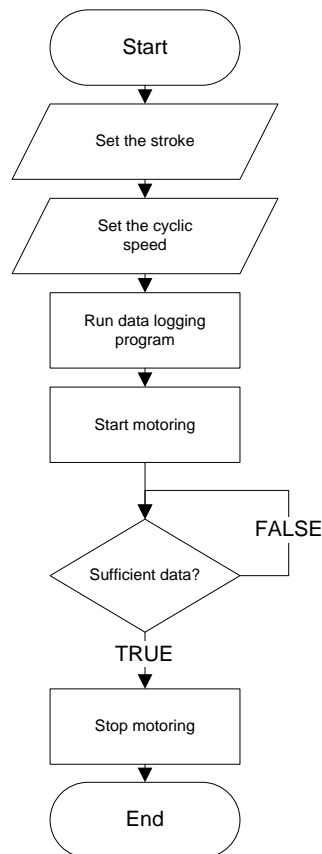 Start
Set the stroke
Set the cyclic
speed
Run data logging
program
Start motoring
FALSE
Sufficient data?
TRUE
Stop motoring
End